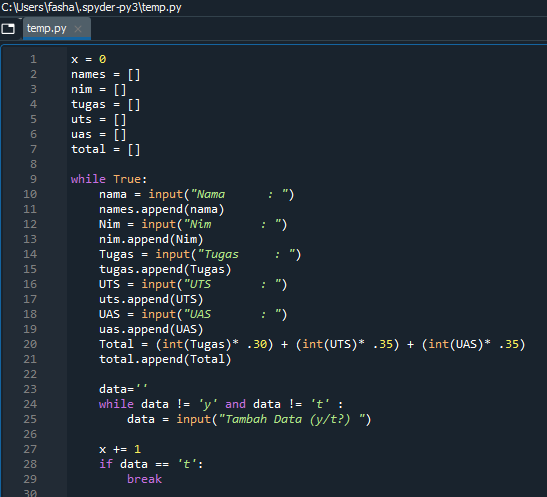 C:\Users\fasha\.spyder-py3\temp.py
temp.py
1 x = 0
2 names = []
3 nim = []
4 tugas = []
5 uts = []
6 uas = []
7 total = []
8
9 while True:
10     nama = input("Nama      : ")
11     names.append(nama)
12     Nim = input("Nim       : ")
13     nim.append(Nim)
14     Tugas = input("Tugas     : ")
15     tugas.append(Tugas)
16     UTS = input("UTS       : ")
17     uts.append(UTS)
18     UAS = input("UAS       : ")
19     uas.append(UAS)
20     Total = (int(Tugas)* .30) + (int(UTS)* .35) + (int(UAS)* .35)
21     total.append(Total)
22
23     data=''
24     while data != 'y' and data != 't' :
25         data = input("Tambah Data (y/t?) ")
26
27     x += 1
28     if data == 't':
29         break
30